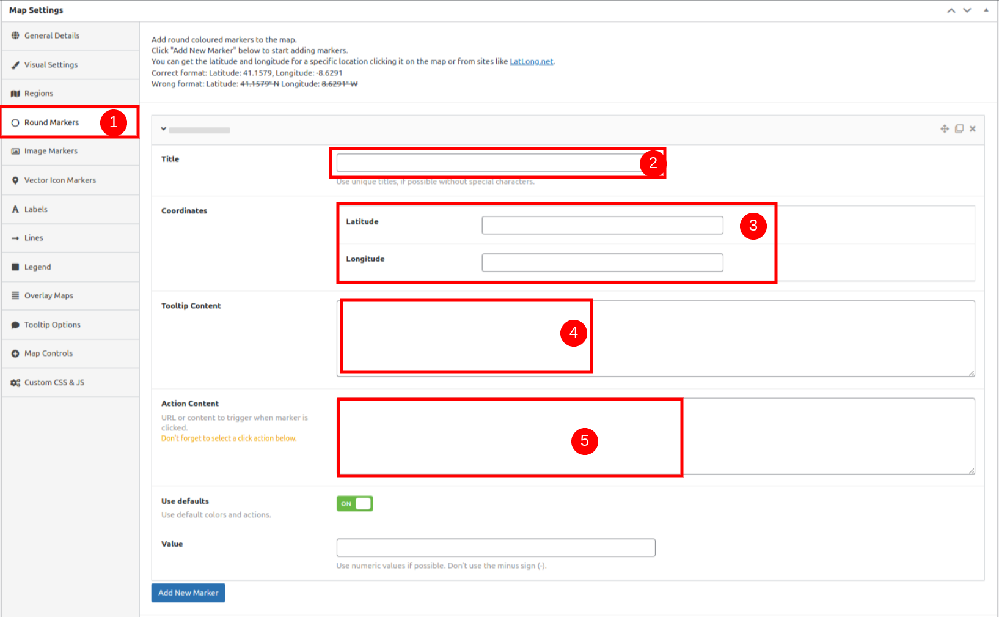 Map Settings
General Details
Visual Settings
Regions
Round Markers
1
Image Markers
Vector Icon Markers
Labels
Lines
Legend
Overlay Maps
Tooltip Options
Map Controls
Custom CSS & JS
Add round coloured markers to the map.
Click "Add New Marker" below to start adding markers.
You can get the latitude and longitude for a specific location clicking it on the map or from sites like LatLong.net.
Correct format: Latitude: 41.1579, Longitude: -8.6291
Wrong format: Latitude: 41.1579° N Longitude: 8.6291° W
Title
2
Use unique titles, if possible without special characters.
Coordinates
Latitude
3
Longitude
Tooltip Content
4
Action Content
URL or content to trigger when marker is
clicked.
Don't forget to select a click action below.
5
Use defaults
ON
Use default colors and actions.
Value
Use numeric values if possible. Don't use the minus sign (-).
Add New Marker